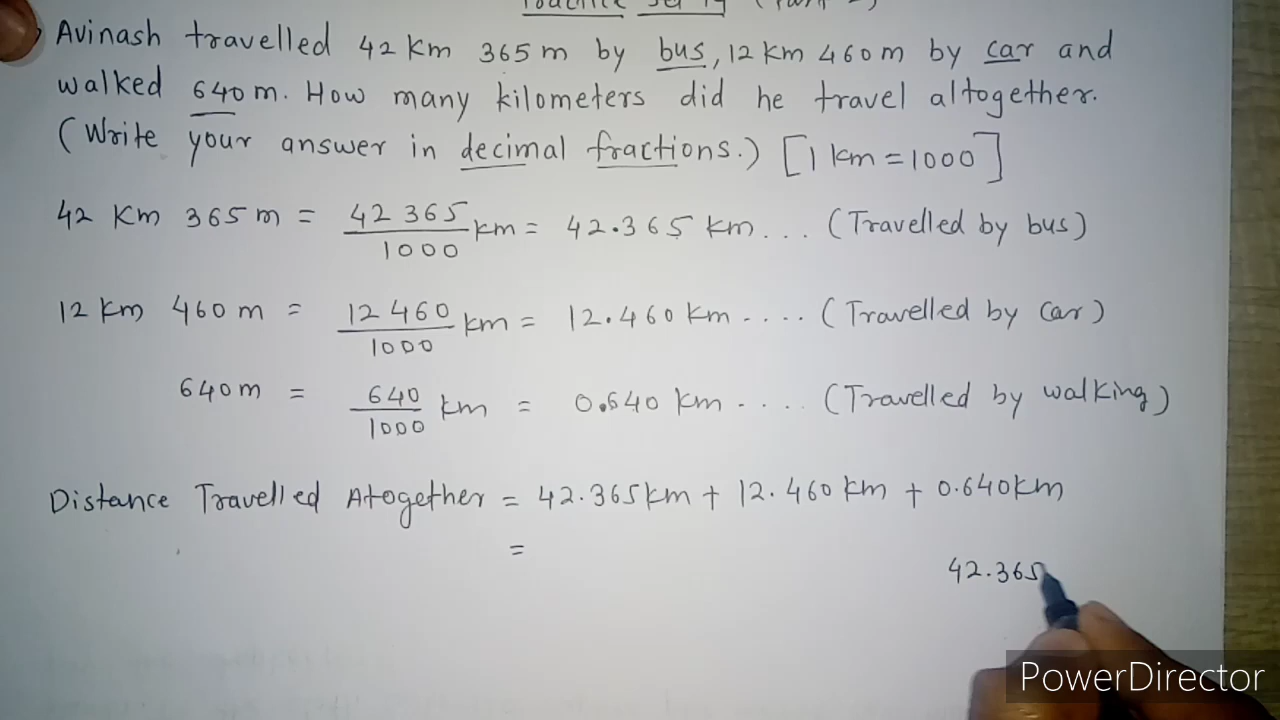 Avinash travelled 42 Km 365 m by bus, 12 km 460 m by car and
walked 640 m. How many kilometers did he travel altogether.
(Write your answer in decimal fractions.) [1 km = 1000]
42 Km 365 m = 42 365/1000 km = 42.365 km... (Travelled by bus)
12 km 460 m = 12 460/1000 km = 12.460 km.... (Travelled by car)
640 m = 640/1000 km = 0.640 km.... (Travelled by walking)
Distance Travelled Atogether = 42.365 km + 12.460 km + 0.640 km
=
42.365
PowerDirector